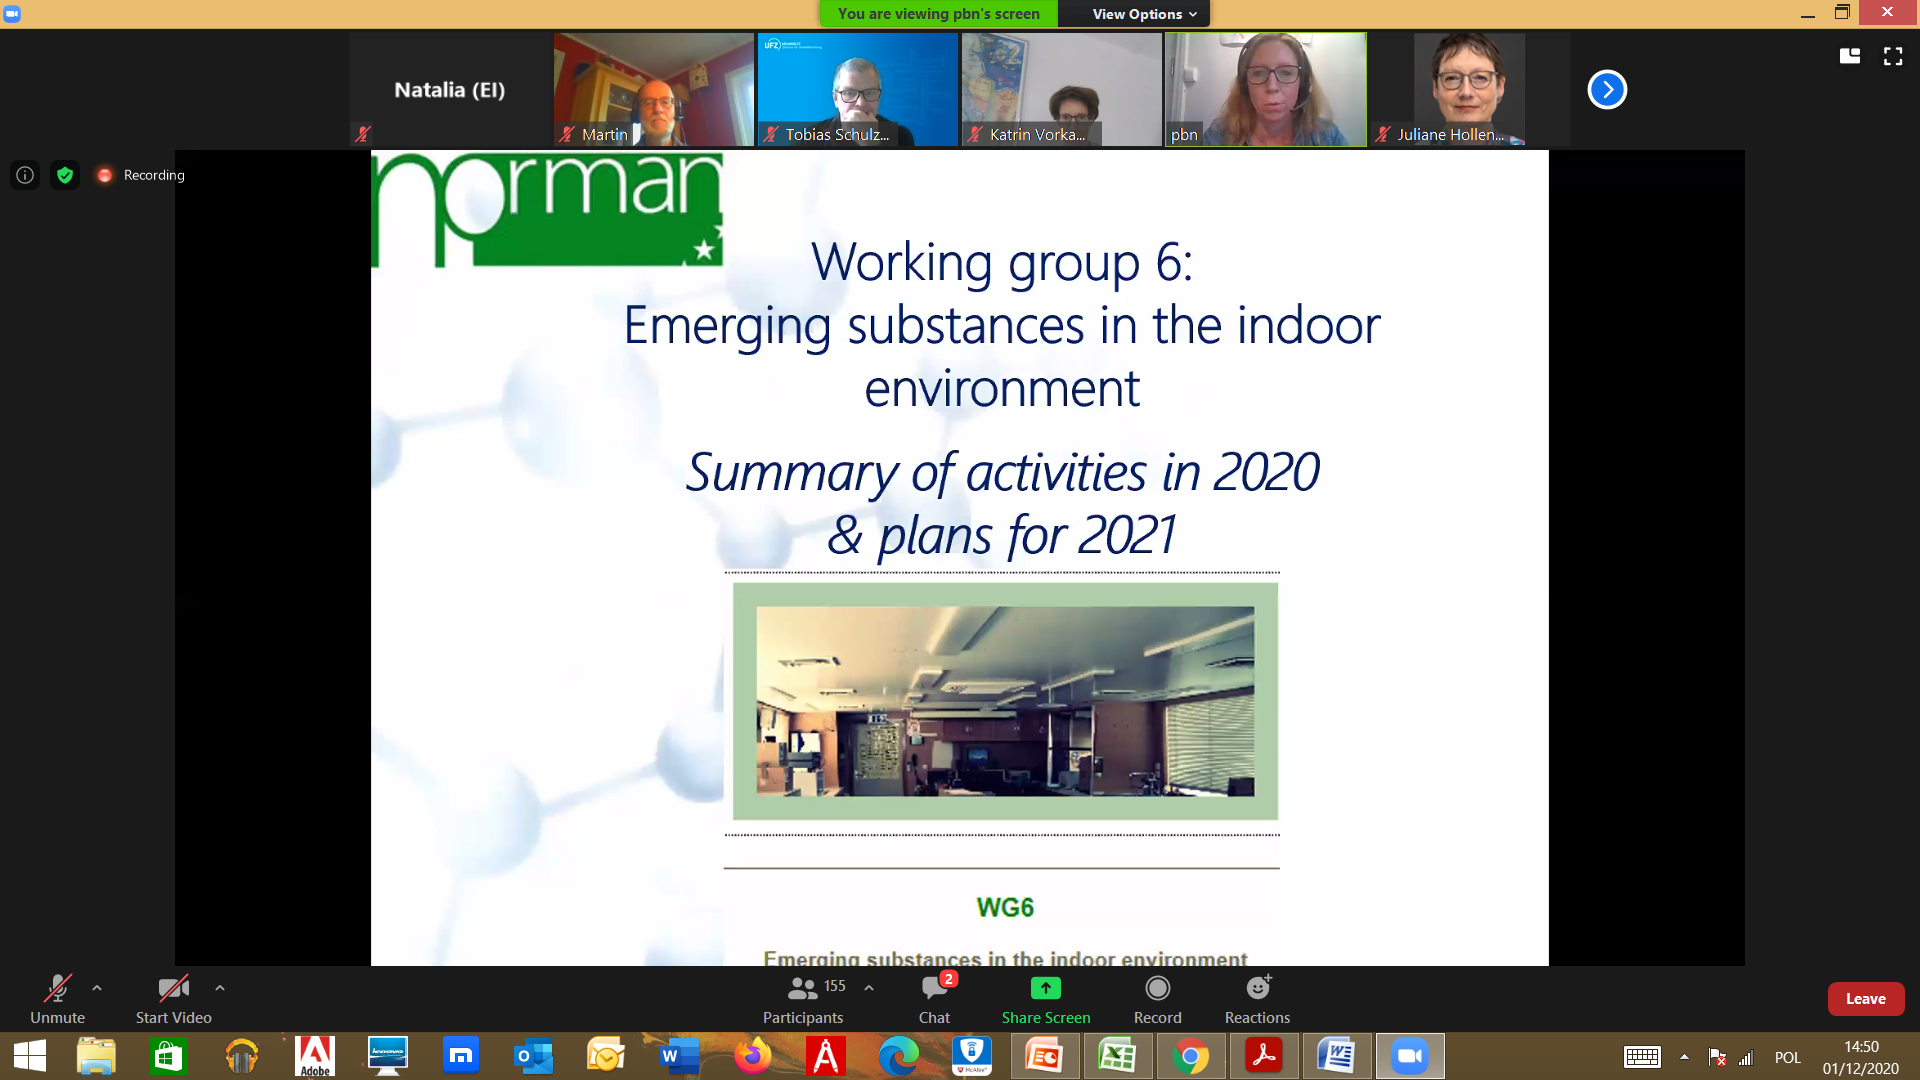 You are viewing pbn's screen
View Options
Natalia (EI)
Martin
UFZ
Tobias Schulz...
Katrin Vorka...
pbn
Juliane Hollen...
Recording
norman
Working group 6:
Emerging substances in the indoor
environment
Summary of activities in 2020
& plans for 2021
WG6
Emerging substances in the indoor environment
Unmute
Start Video
155
Participants
2
Chat
Share Screen
Record
Reactions
Leave
Adobe
lenovo
POL
14:50
01/12/2020